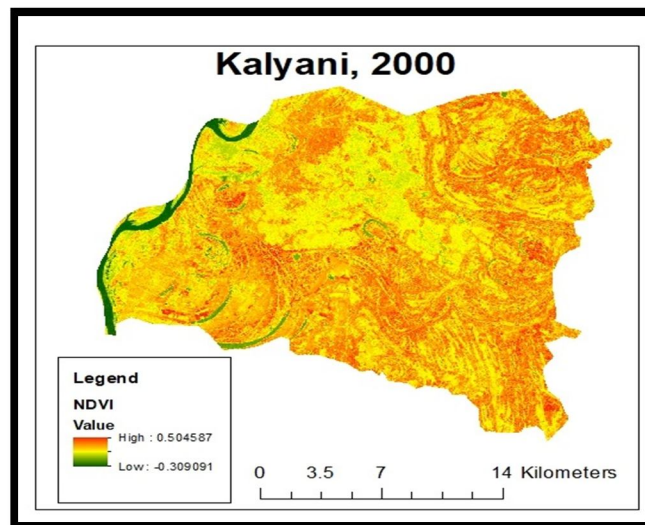 Kalyani, 2000
Legend
NDVI
Value
High : 0.504587
Low : -0.309091
0 3.5 7 14 Kilometers